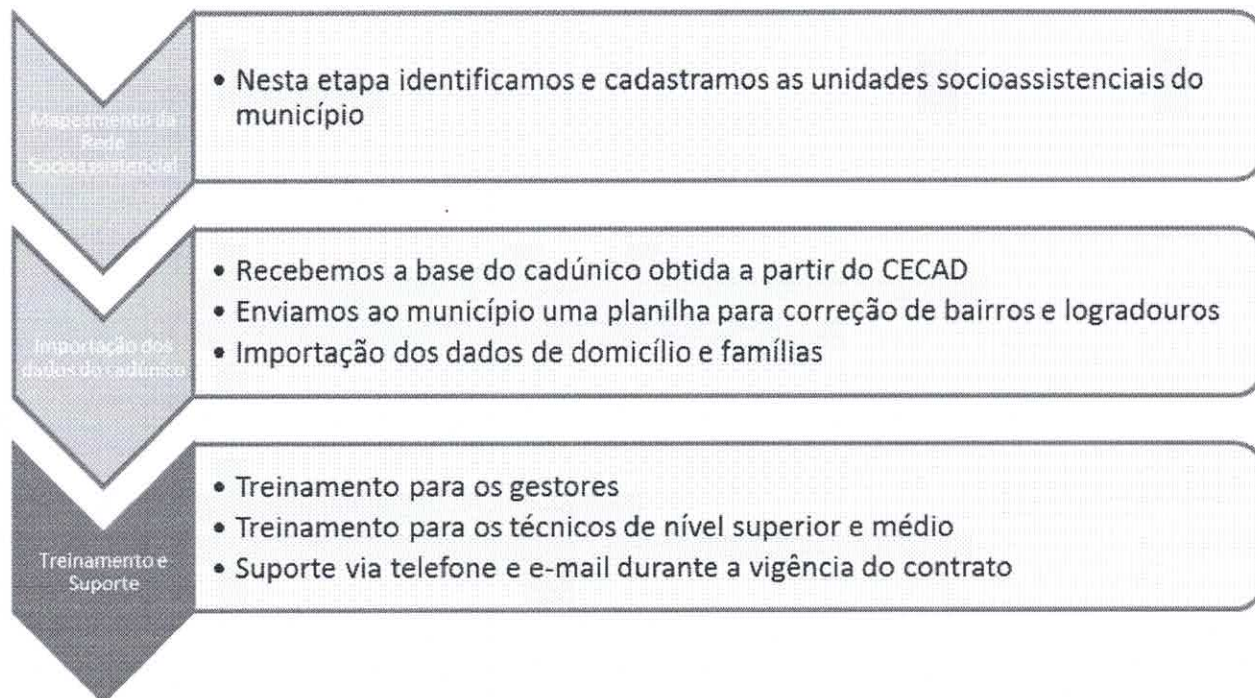 Mapeamento da
Rede
Socioassistencial
• Nesta etapa identificamos e cadastramos as unidades socioassistenciais do
município
Importação dos
dados do cadúnico
• Recebemos a base do cadúnico obtida a partir do CECAD
• Enviamos ao município uma planilha para correção de bairros e logradouros
• Importação dos dados de domicílio e famílias
Treinamento e
Suporte
• Treinamento para os gestores
• Treinamento para os técnicos de nível superior e médio
• Suporte via telefone e e-mail durante a vigência do contrato